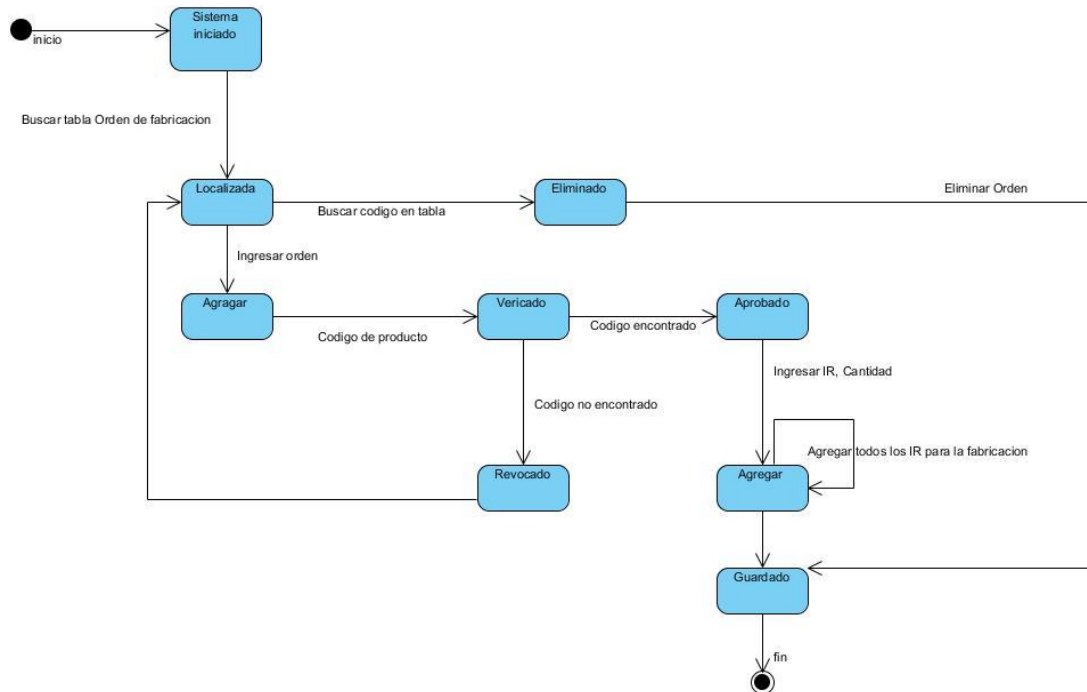 Sistema
iniciado
inicio
Buscar tabla Orden de fabricacion
Localizada
Buscar codigo en tabla
Eliminado
Eliminar Orden
Ingresar orden
Agragar
Codigo de producto
Vericado
Codigo encontrado
Aprobado
Ingresar IR, Cantidad
Codigo no encontrado
Agregar todos los IR para la fabricacion
Revocado
Agregar
Guardado
fin